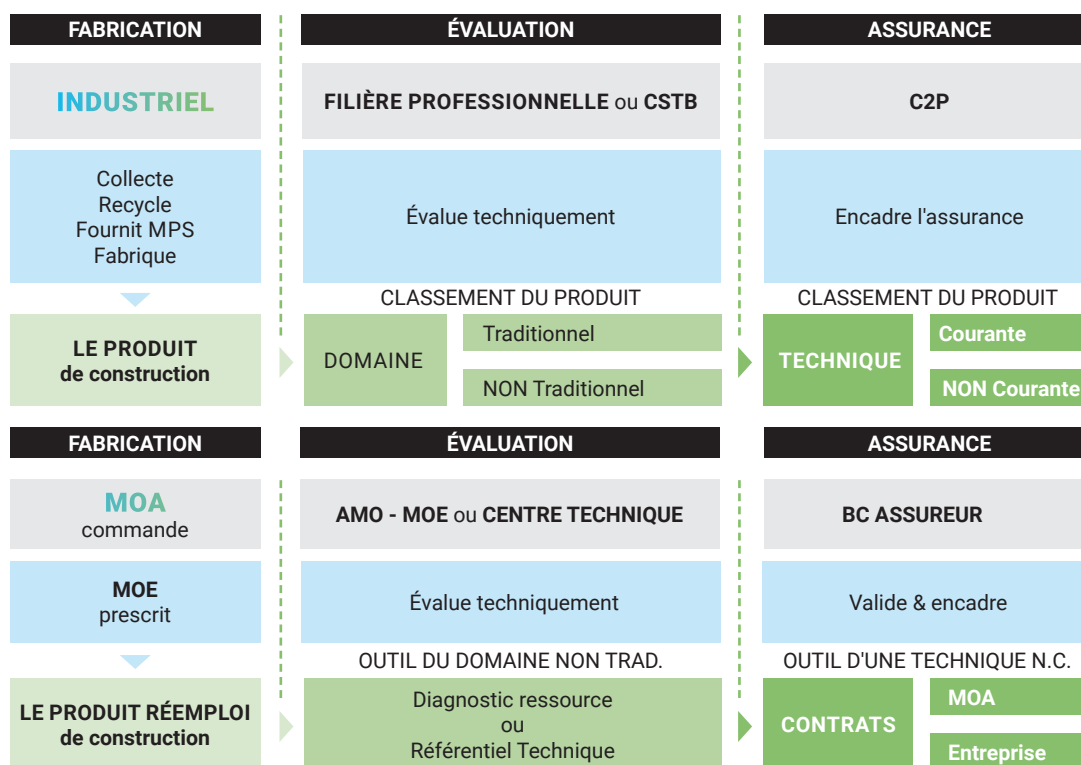 FABRICATION
ÉVALUATION
ASSURANCE
INDUSTRIEL
FILIÈRE PROFESSIONNELLE ou CSTB
C2P
Collecte
Recycle
Fournit MPS
Fabrique
Évalue techniquement
Encadre l'assurance
CLASSEMENT DU PRODUIT
CLASSEMENT DU PRODUIT
LE PRODUIT
de construction
DOMAINE
Traditionnel
NON Traditionnel
TECHNIQUE
Courante
NON Courante
FABRICATION
ÉVALUATION
ASSURANCE
MOA
commande
AMO - MOE ou CENTRE TECHNIQUE
BC ASSUREUR
MOE
prescrit
Évalue techniquement
Valide & encadre
OUTIL DU DOMAINE NON TRAD.
OUTIL D'UNE TECHNIQUE N.C.
LE PRODUIT RÉEMPLOI
de construction
Diagnostic ressource
ou
Référentiel Technique
CONTRATS
MOA
Entreprise